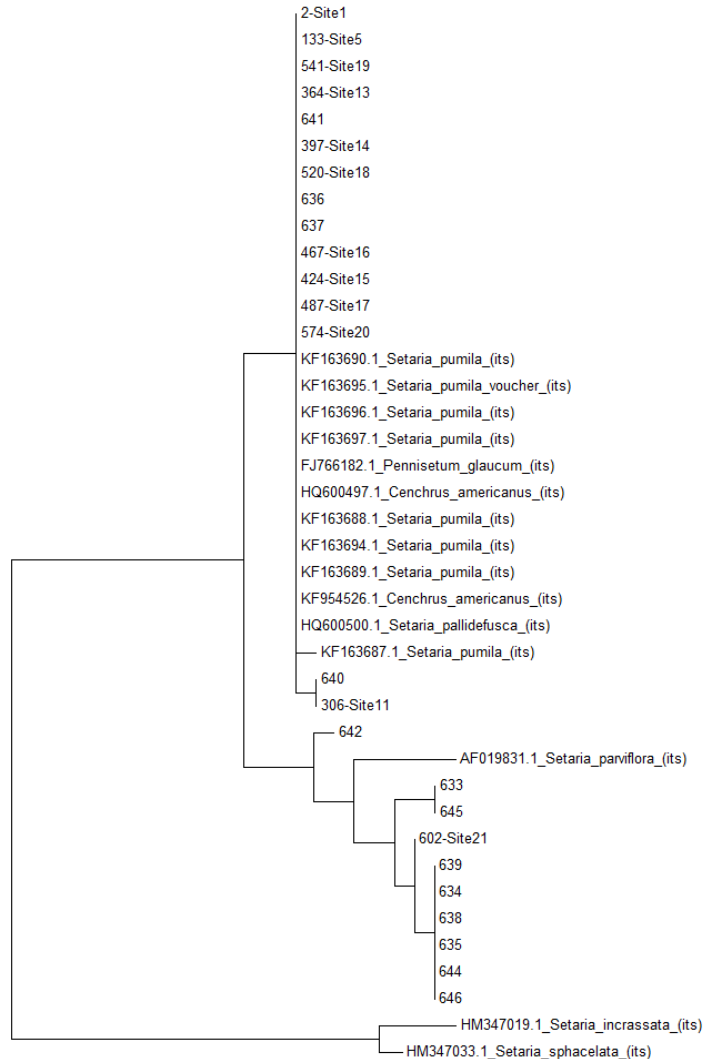 2-Site1
133-Site5
541-Site19
364-Site13
641
397-Site14
520-Site18
636
637
467-Site16
424-Site15
487-Site17
574-Site20
KF163690.1_Setaria_pumila_(its)
KF163695.1_Setaria_pumila_voucher_(its)
KF163696.1_Setaria_pumila_(its)
KF163697.1_Setaria_pumila_(its)
FJ766182.1_Pennisetum_glaucum_(its)
HQ600497.1_Cenchrus_americanus_(its)
KF163688.1_Setaria_pumila_(its)
KF163694.1_Setaria_pumila_(its)
KF163689.1_Setaria_pumila_(its)
KF954526.1_Cenchrus_americanus_(its)
HQ600500.1_Setaria_pallidefusca_(its)
KF163687.1_Setaria_pumila_(its)
640
306-Site11
642
AF019831.1_Setaria_parviflora_(its)
633
645
602-Site21
639
634
638
635
644
646
HM347019.1_Setaria_incrassata_(its)
HM347033.1_Setaria_sphacelata_(its)